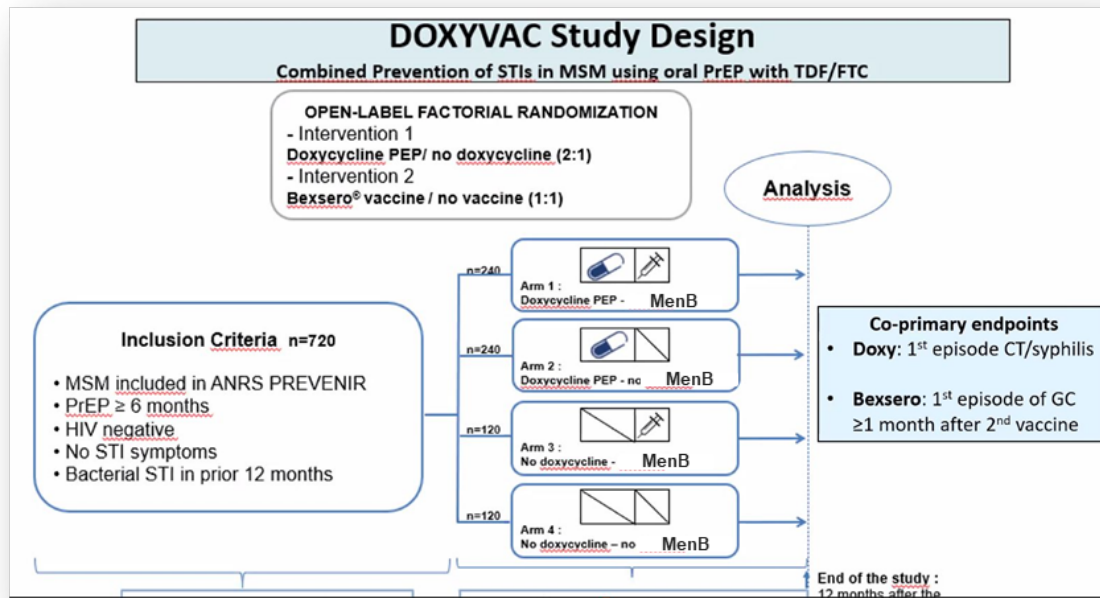 DOXYVAC Study Design
Combined Prevention of STIs in MSM using oral PrEP with TDF/FTC
OPEN-LABEL FACTORIAL RANDOMIZATION
- Intervention 1
Doxycycline PEP/ no doxycycline (2:1)
- Intervention 2
Bexsero® vaccine / no vaccine (1:1)
Analysis
Inclusion Criteria n=720
• MSM included in ANRS PREVENIR
• PrEP ≥ 6 months
• HIV negative
• No STI symptoms
• Bacterial STI in prior 12 months
n=240
Arm 1 :
Doxycycline PEP - MenB
n=240
Arm 2 :
Doxycycline PEP - no MenB
n=120
Arm 3 :
No doxycycline - MenB
n=120
Arm 4 :
No doxycycline – no MenB
Co-primary endpoints
• Doxy: 1st episode CT/syphilis
• Bexsero: 1st episode of GC
≥1 month after 2nd vaccine
End of the study :
12 months after the